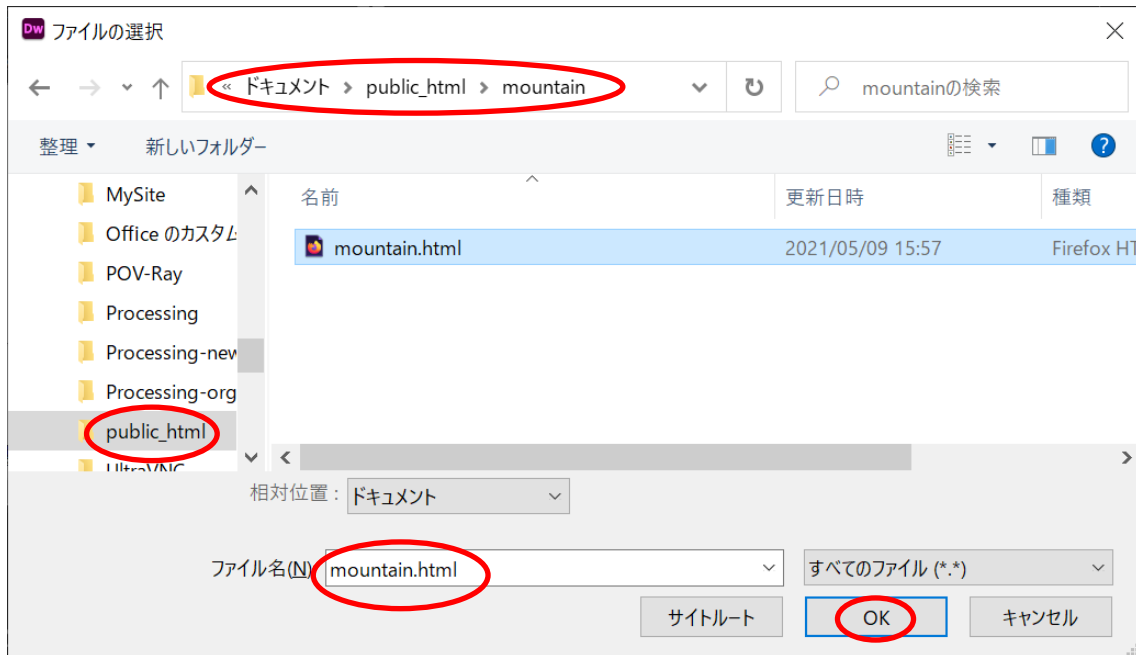 Dw ファイルの選択
« ドキュメント > public_html > mountain
mountainの検索
整理 新しいフォルダー
MySite
Office のカスタム
POV-Ray
Processing
Processing-new
Processing-org
public_html
UltraVNC
名前 更新日時 種類
mountain.html 2021/05/09 15:57 Firefox HT
相対位置 : ドキュメント
ファイル名(N) mountain.html すべてのファイル (*.*)
サイトルート OK キャンセル